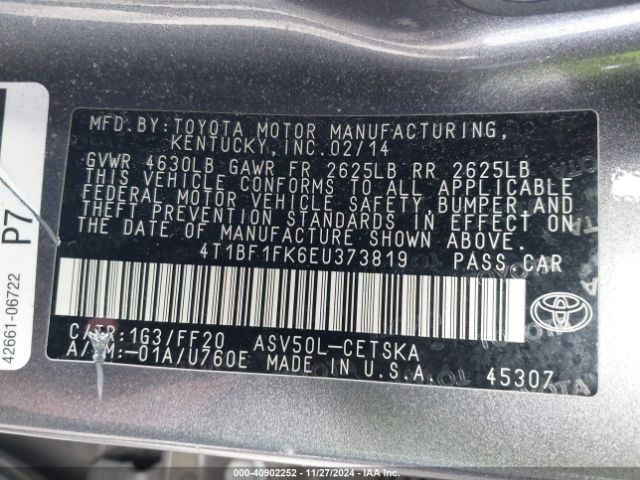 MFD.BY:TOYOTA MOTOR MANUFACTURING,
KENTUCKY, INC. 02/14
GVWR 4630LB GAWR FR 2625LB RR 2625LB
THIS VEHICLE CONFORMS TO ALL APPLICABLE
FEDERAL MOTOR VEHICLE SAFETY, BUMPER, AND
THEFT PREVENTION STANDARDS IN EFFECT ON
THE DATE OF MANUFACTURE SHOWN ABOVE.
4T1BF1FK6EU373819 PASS.CAR
C/TR:1G3/FF20 ASV50L-CETSKA
A/TM:-01A/U760E MADE IN U.S.A. 45307
P7
42661-06722
000-40902252 - 11/27/2024 - IAA Inc.